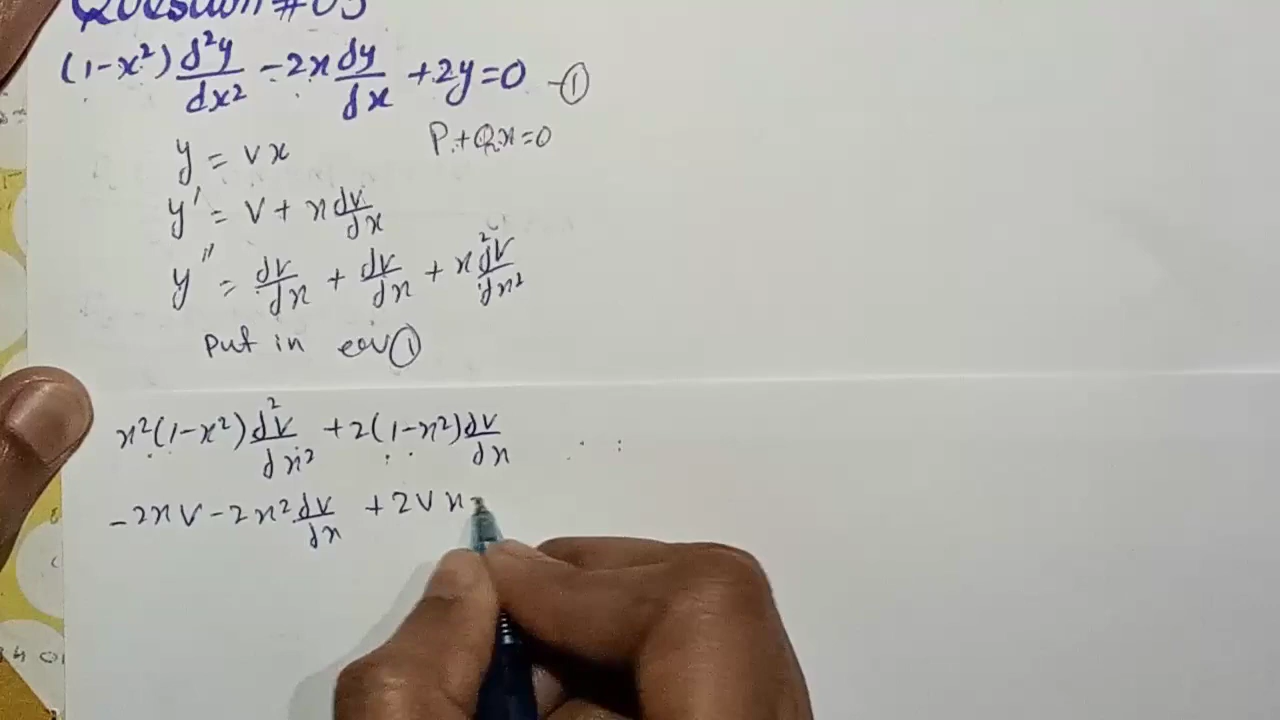 Question #05
(1-x²) d²y/dx² - 2x dy/dx + 2y = 0 - ①
y = vx
P + Qx = 0
y' = v + x dv/dx
y'' = dv/dx + dv/dx + x d²v/dx²
Put in eq ①
x²(1-x²) d²v/dx² + 2(1-x²) dv/dx
-2xv - 2x² dv/dx + 2vx =